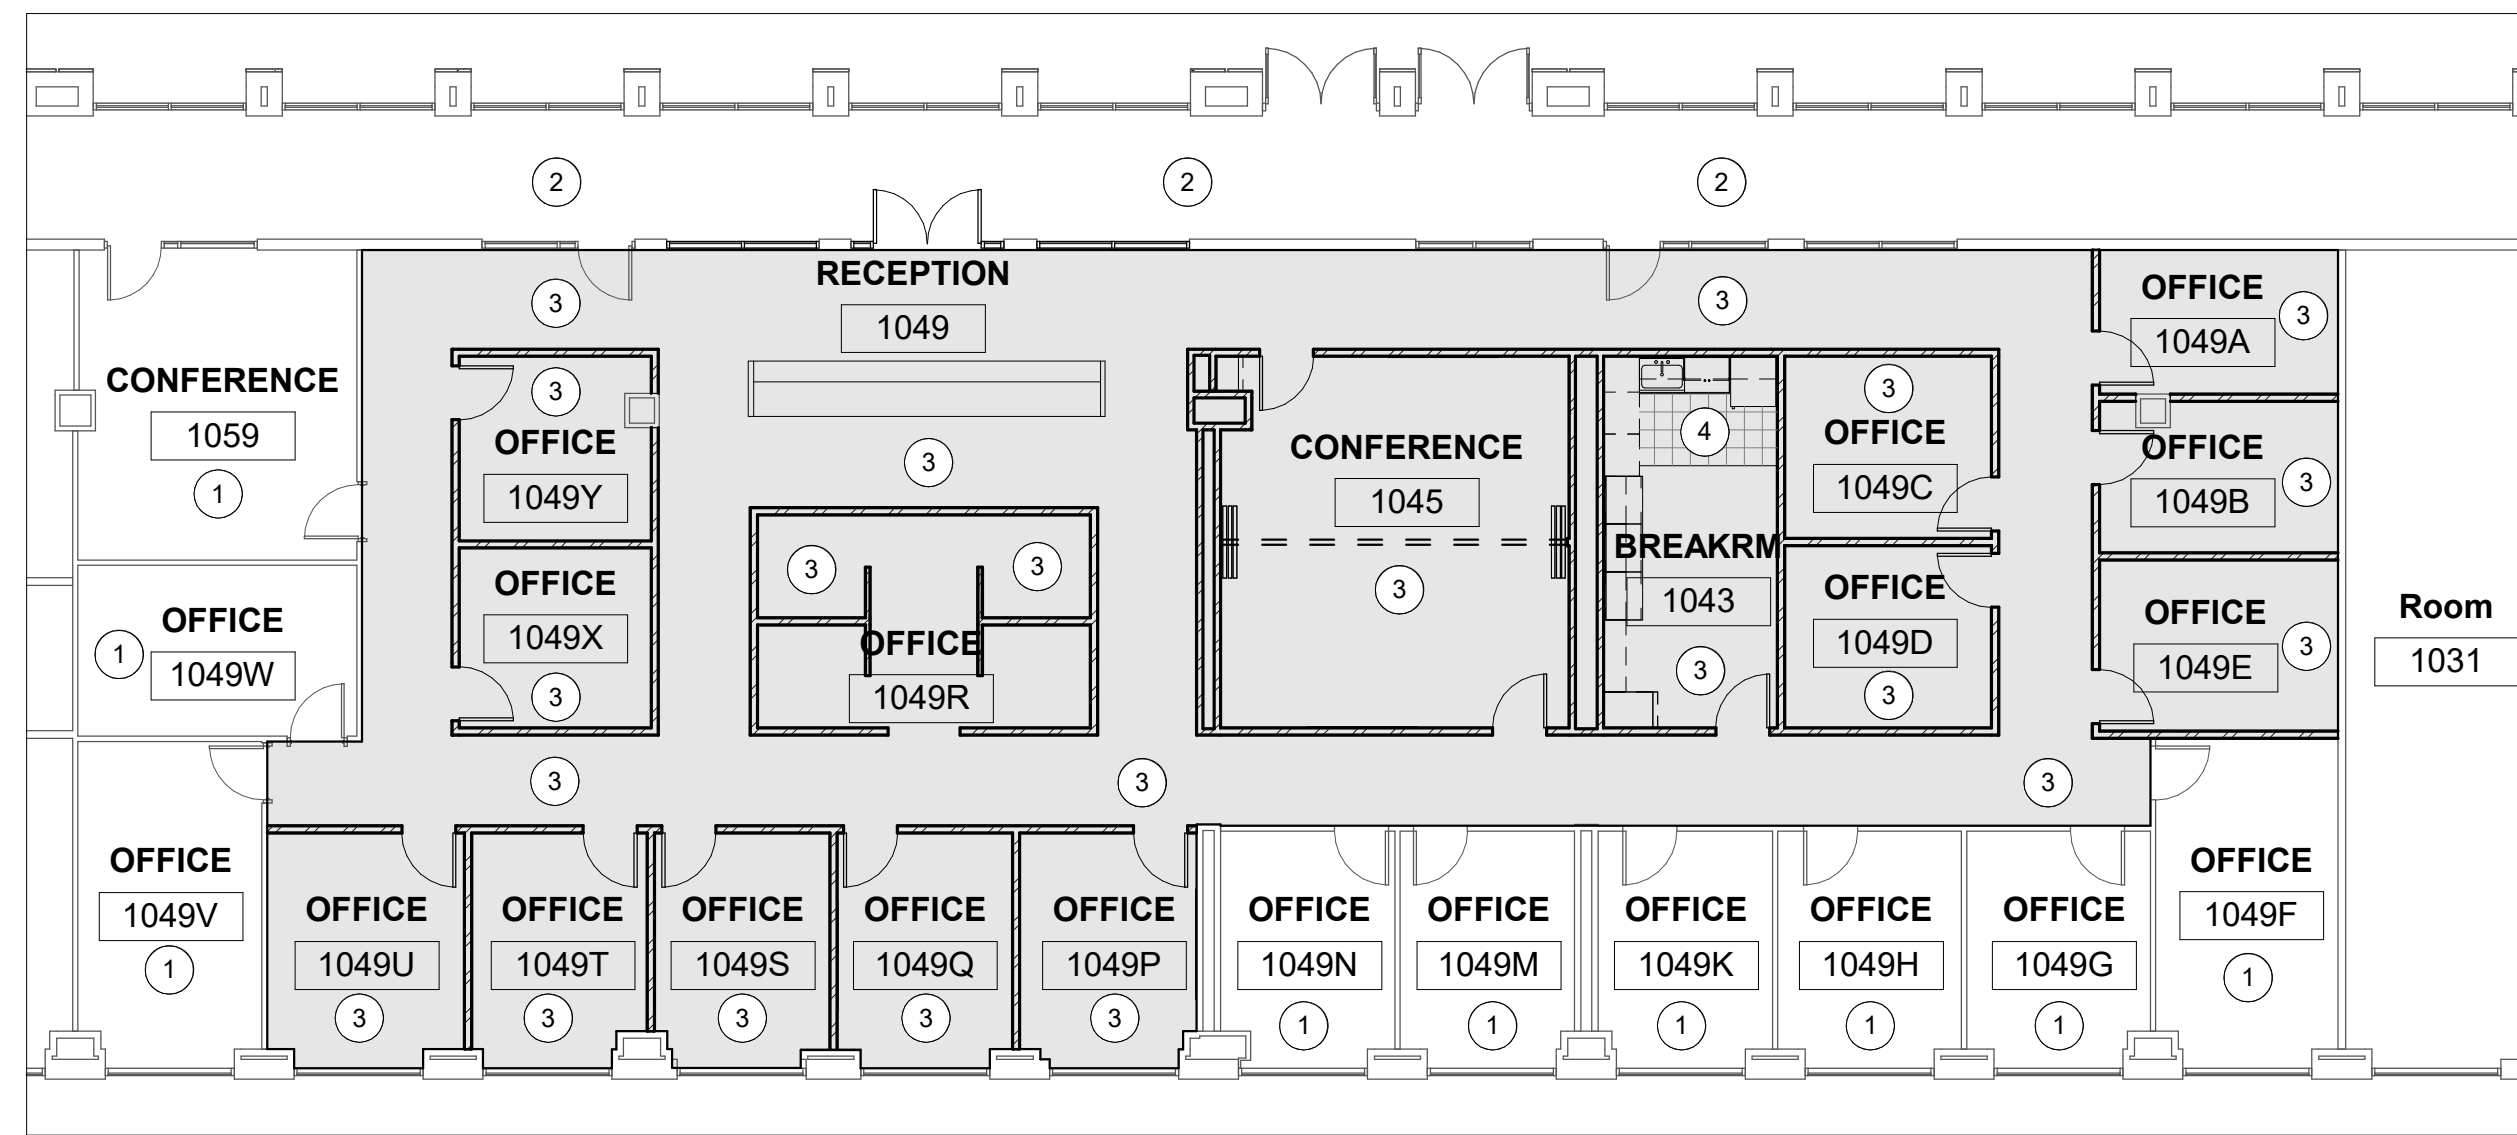 2
2
2
3
RECEPTION
1049
3
OFFICE
1049A
3
CONFERENCE
1059
1
3
OFFICE
1049Y
3
CONFERENCE
1045
3
4
3
OFFICE
1049C
OFFICE
1049B
3
OFFICE
1049W
1
OFFICE
1049X
3
3
3
OFFICE
1049R
BREAKRM
1043
3
OFFICE
1049D
3
OFFICE
1049E
3
Room
1031
3
3
3
OFFICE
1049V
1
OFFICE
1049U
3
OFFICE
1049T
3
OFFICE
1049S
3
OFFICE
1049Q
3
OFFICE
1049P
3
OFFICE
1049N
1
OFFICE
1049M
1
OFFICE
1049K
1
OFFICE
1049H
1
OFFICE
1049G
1
OFFICE
1049F
1